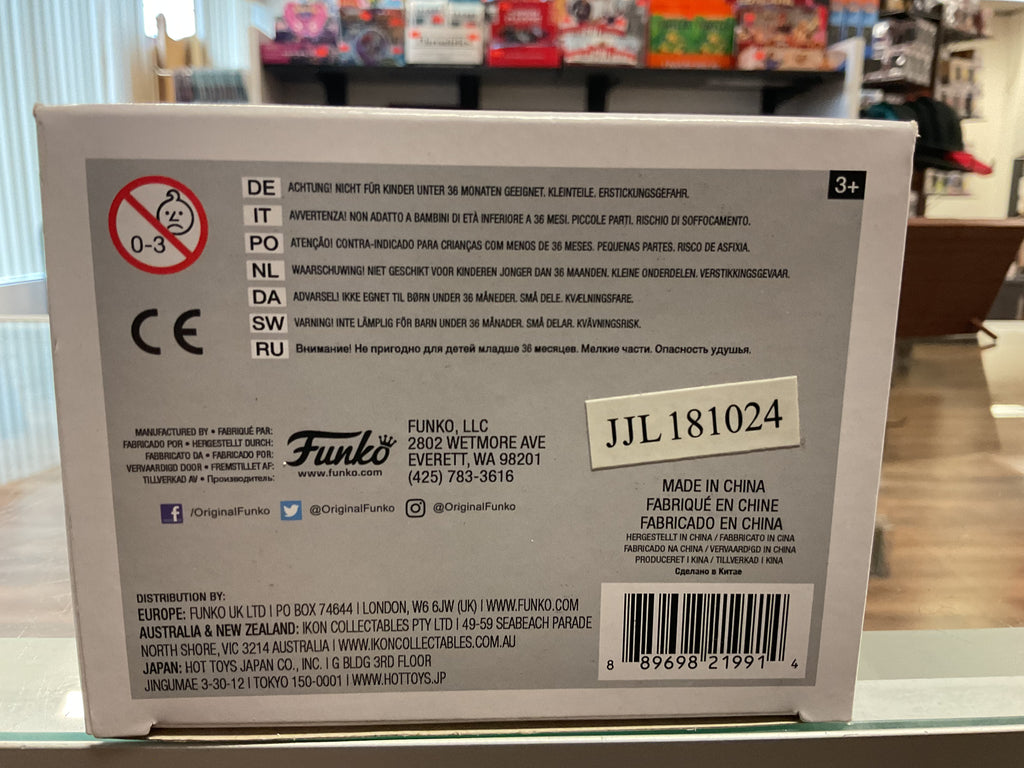 0-3
DE ACHTUNG! NICHT FÜR KINDER UNTER 36 MONATEN GEEIGNET. KLEINTEILE. ERSTICKUNGSGEFAHR.
3+
IT AVVERTENZA! NON ADATTO A BAMBINI DI ETÀ INFERIORE A 36 MESI. PICCOLE PARTI. RISCHIO DI SOFFOCAMENTO.
PO ATENÇÃO! CONTRA-INDICADO PARA CRIANÇAS COM MENOS DE 36 MESES. PEQUENAS PARTES. RISCO DE ASFIXIA.
NL WAARSCHUWING! NIET GESCHIKT VOOR KINDEREN JONGER DAN 36 MAANDEN. KLEINE ONDERDELEN. VERSTIKKINGSGEVAAR.
DA ADVARSEL! IKKE EGNET TIL BØRN UNDER 36 MÅNEDER. SMÅ DELE. KVÆLNINGSFARE.
SW VARNING! INTE LÄMPLIG FÖR BARN UNDER 36 MÅNADER. SMÅ DELAR. KVÄVNINGSRISK.
RU Внимание! Не пригодно для детей младше 36 месяцев. Мелкие части. Опасность удушья.
CE
MANUFACTURED BY • FABRIQUÉ PAR:
FABRICADO POR • HERGESTELLT DURCH:
FABBRICATO DA • FABRICADO POR:
VERVAARDIGD DOOR • FREMSTILLET AF:
TILLVERKAD AV • Производитель:
Funko
www.funko.com
FUNKO, LLC
2802 WETMORE AVE
EVERETT, WA 98201
(425) 783-3616
JJL 181024
/OriginalFunko @OriginalFunko @OriginalFunko
MADE IN CHINA
FABRIQUÉ EN CHINE
FABRICADO EN CHINA
HERGESTELLT IN CHINA / FABBRICATO IN CINA
FABRICADO NA CHINA / VERVAARDIGD IN CHINA
PRODUCERET I KINA / TILLVERKAD I KINA
Сделано в Китае
DISTRIBUTION BY:
EUROPE: FUNKO UK LTD | PO BOX 74644 | LONDON, W6 6JW (UK) | WWW.FUNKO.COM
AUSTRALIA & NEW ZEALAND: IKON COLLECTABLES PTY LTD | 49-59 SEABEACH PARADE
NORTH SHORE, VIC 3214 AUSTRALIA | WWW.IKONCOLLECTABLES.COM.AU
JAPAN: HOT TOYS JAPAN CO., INC. | G BLDG 3RD FLOOR
JINGUMAE 3-30-12 | TOKYO 150-0001 | WWW.HOTTOYS.JP
8 89698 21991 4